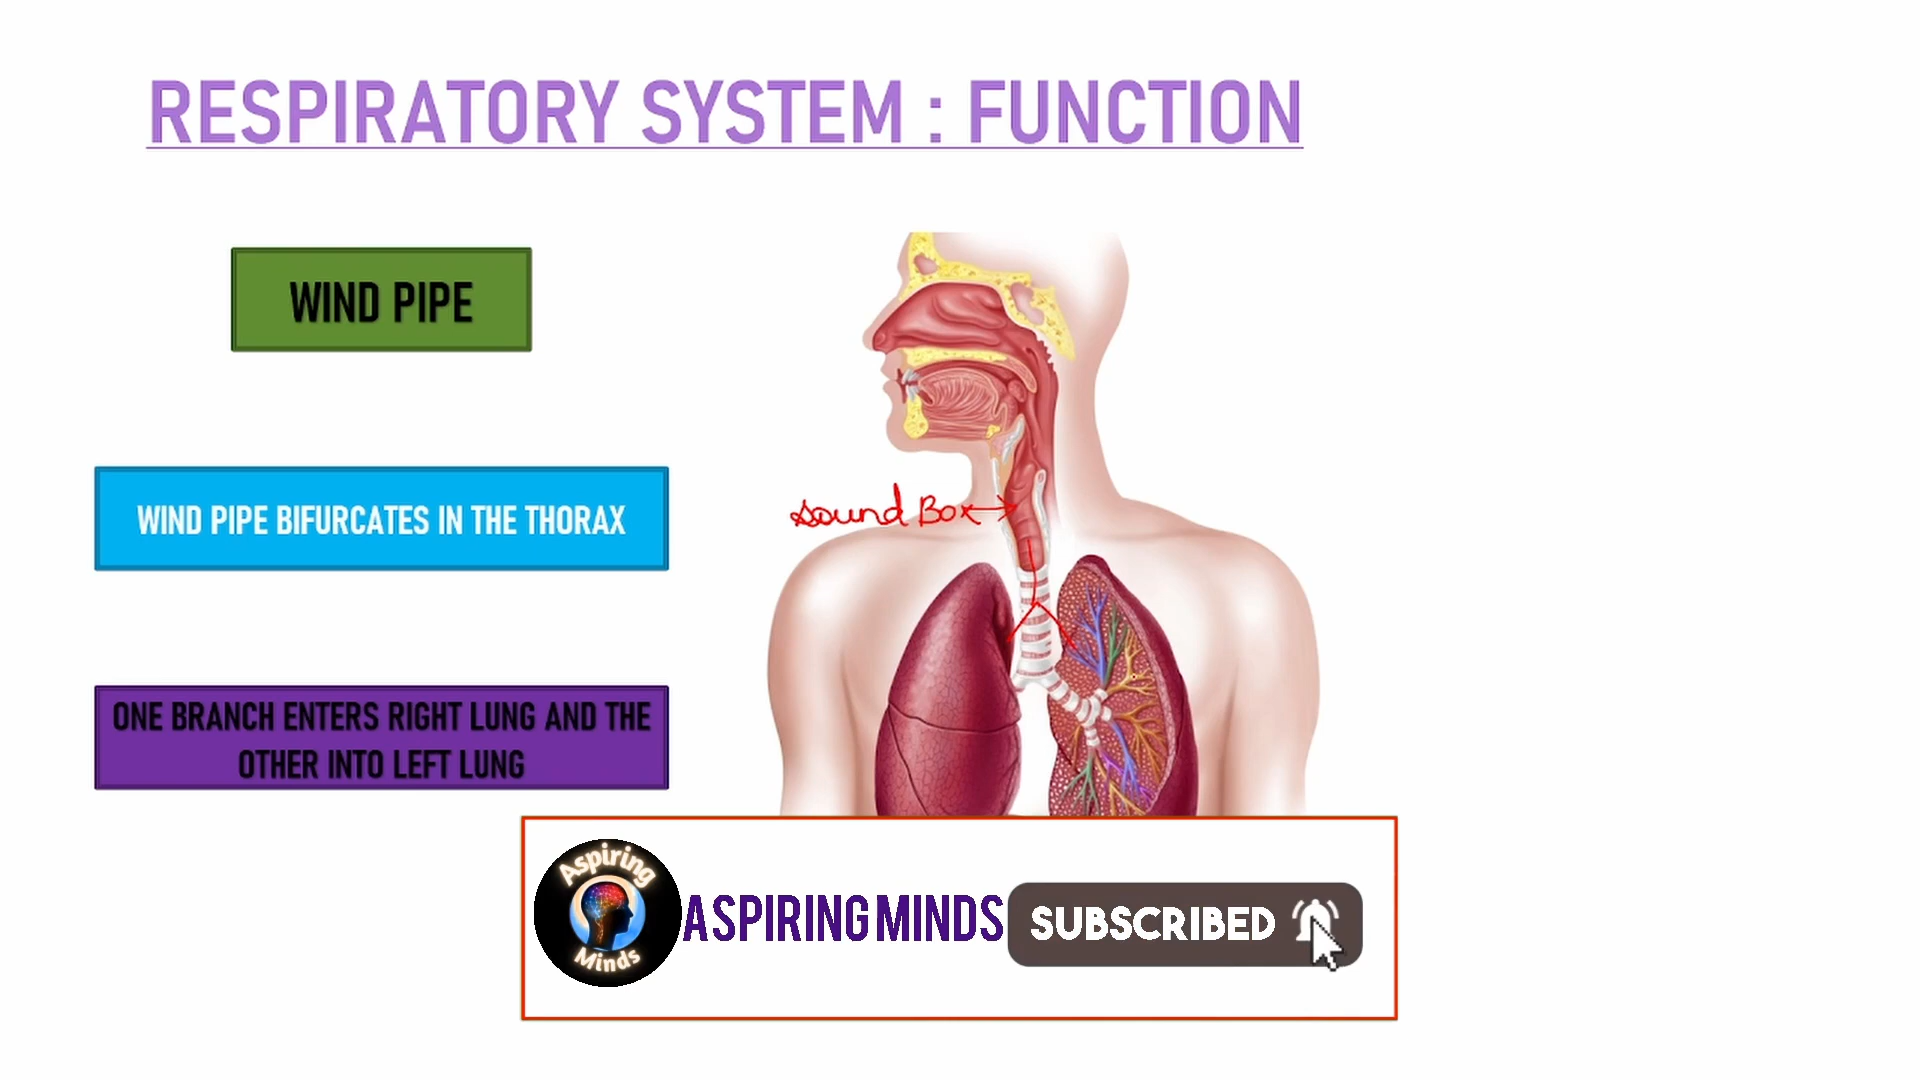 RESPIRATORY SYSTEM : FUNCTION
WIND PIPE
WIND PIPE BIFURCATES IN THE THORAX
Sound Box
ONE BRANCH ENTERS RIGHT LUNG AND THE
OTHER INTO LEFT LUNG
Aspiring
Minds
ASPIRING MINDS
SUBSCRIBED